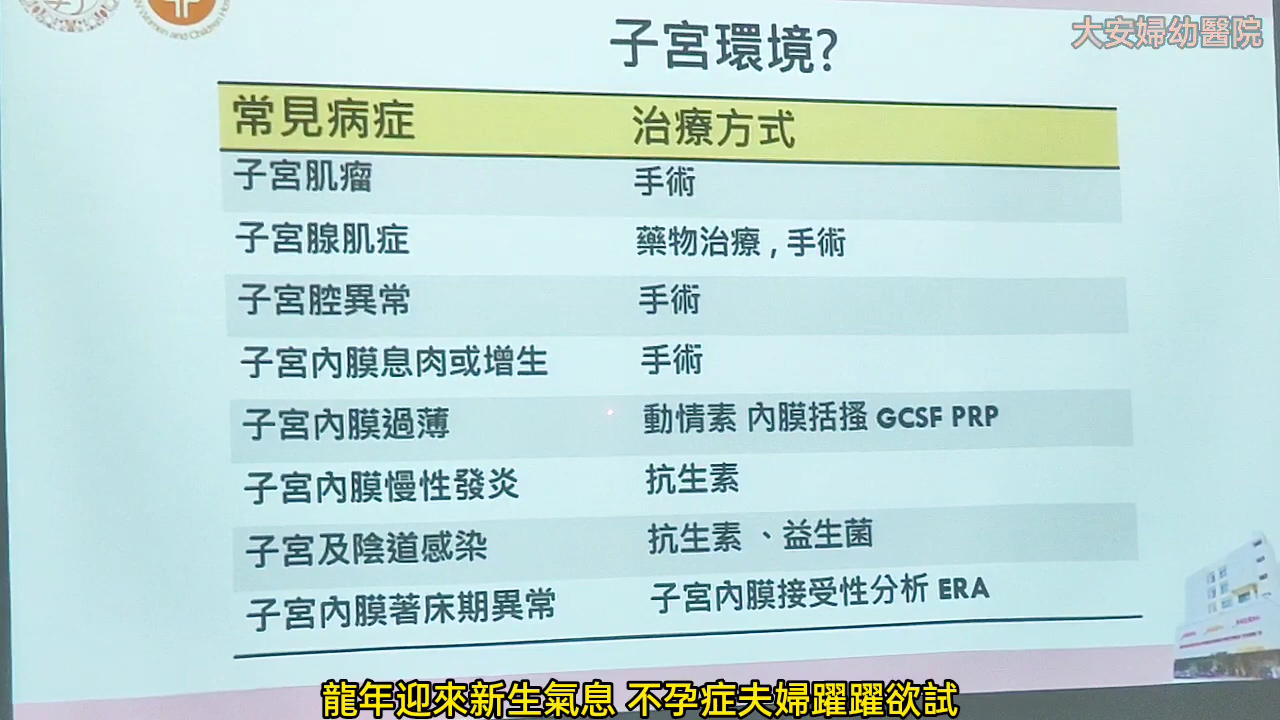 Women and Children Ho
大安婦幼醫院
子宮環境?
常見病症 治療方式
子宮肌瘤 手術
子宮腺肌症 藥物治療 , 手術
子宮腔異常 手術
子宮內膜息肉或增生 手術
子宮內膜過薄 動情素 內膜括搔 GCSF PRP
子宮內膜慢性發炎 抗生素
子宮及陰道感染 抗生素 、益生菌
子宮內膜著床期異常 子宮內膜接受性分析 ERA
龍年迎來新生氣息 不孕症夫婦躍躍欲試